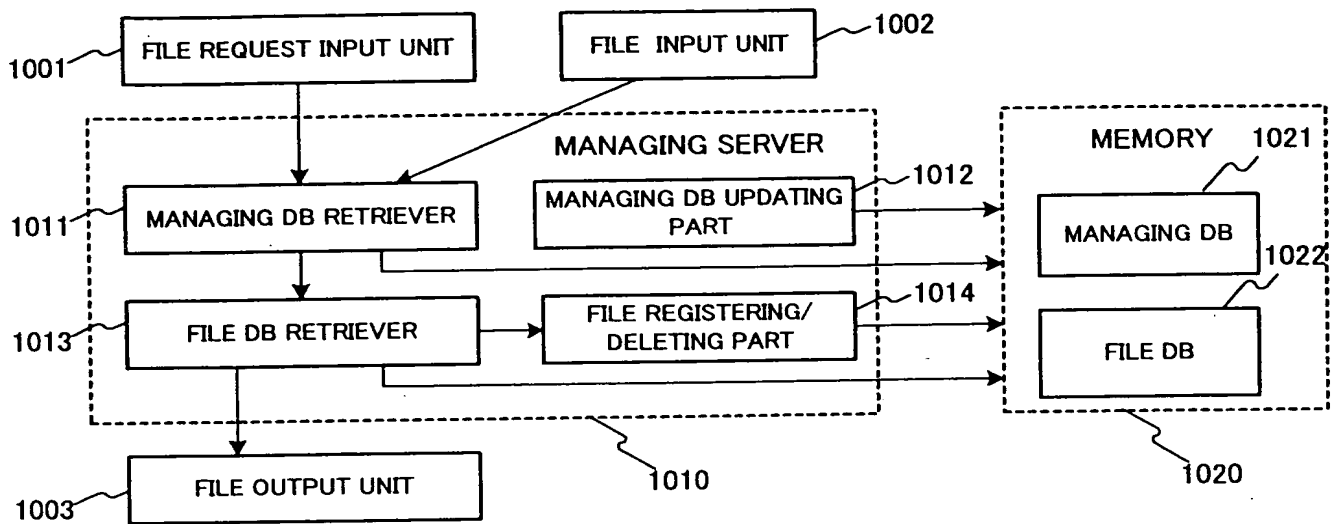 1001
FILE REQUEST INPUT UNIT
FILE INPUT UNIT
1002
MANAGING SERVER
MEMORY
1011
MANAGING DB RETRIEVER
MANAGING DB UPDATING
PART
1012
1021
MANAGING DB
1013
FILE DB RETRIEVER
FILE REGISTERING/
DELETING PART
1014
1022
FILE DB
1003
FILE OUTPUT UNIT
1010
1020